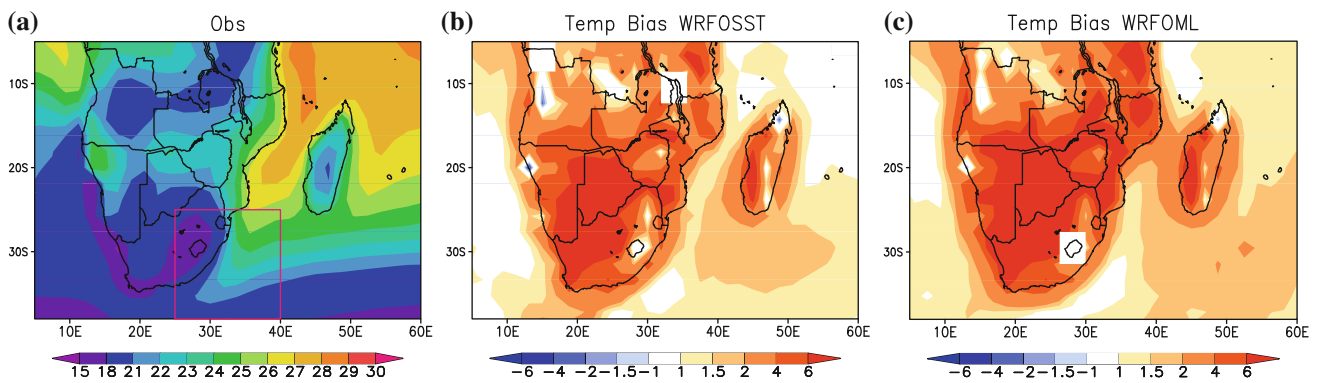 (a) Obs (b) Temp Bias WRFOSST (c) Temp Bias WRFOML
10S 10S 10S
20S 20S 20S
30S 30S 30S
10E 20E 30E 40E 50E 60E 10E 20E 30E 40E 50E 60E 10E 20E 30E 40E 50E 60E
15 18 21 22 23 24 25 26 27 28 29 30 -6 -4 -2 -1.5 -1 1 1.5 2 4 6 -6 -4 -2 -1.5 -1 1 1.5 2 4 6